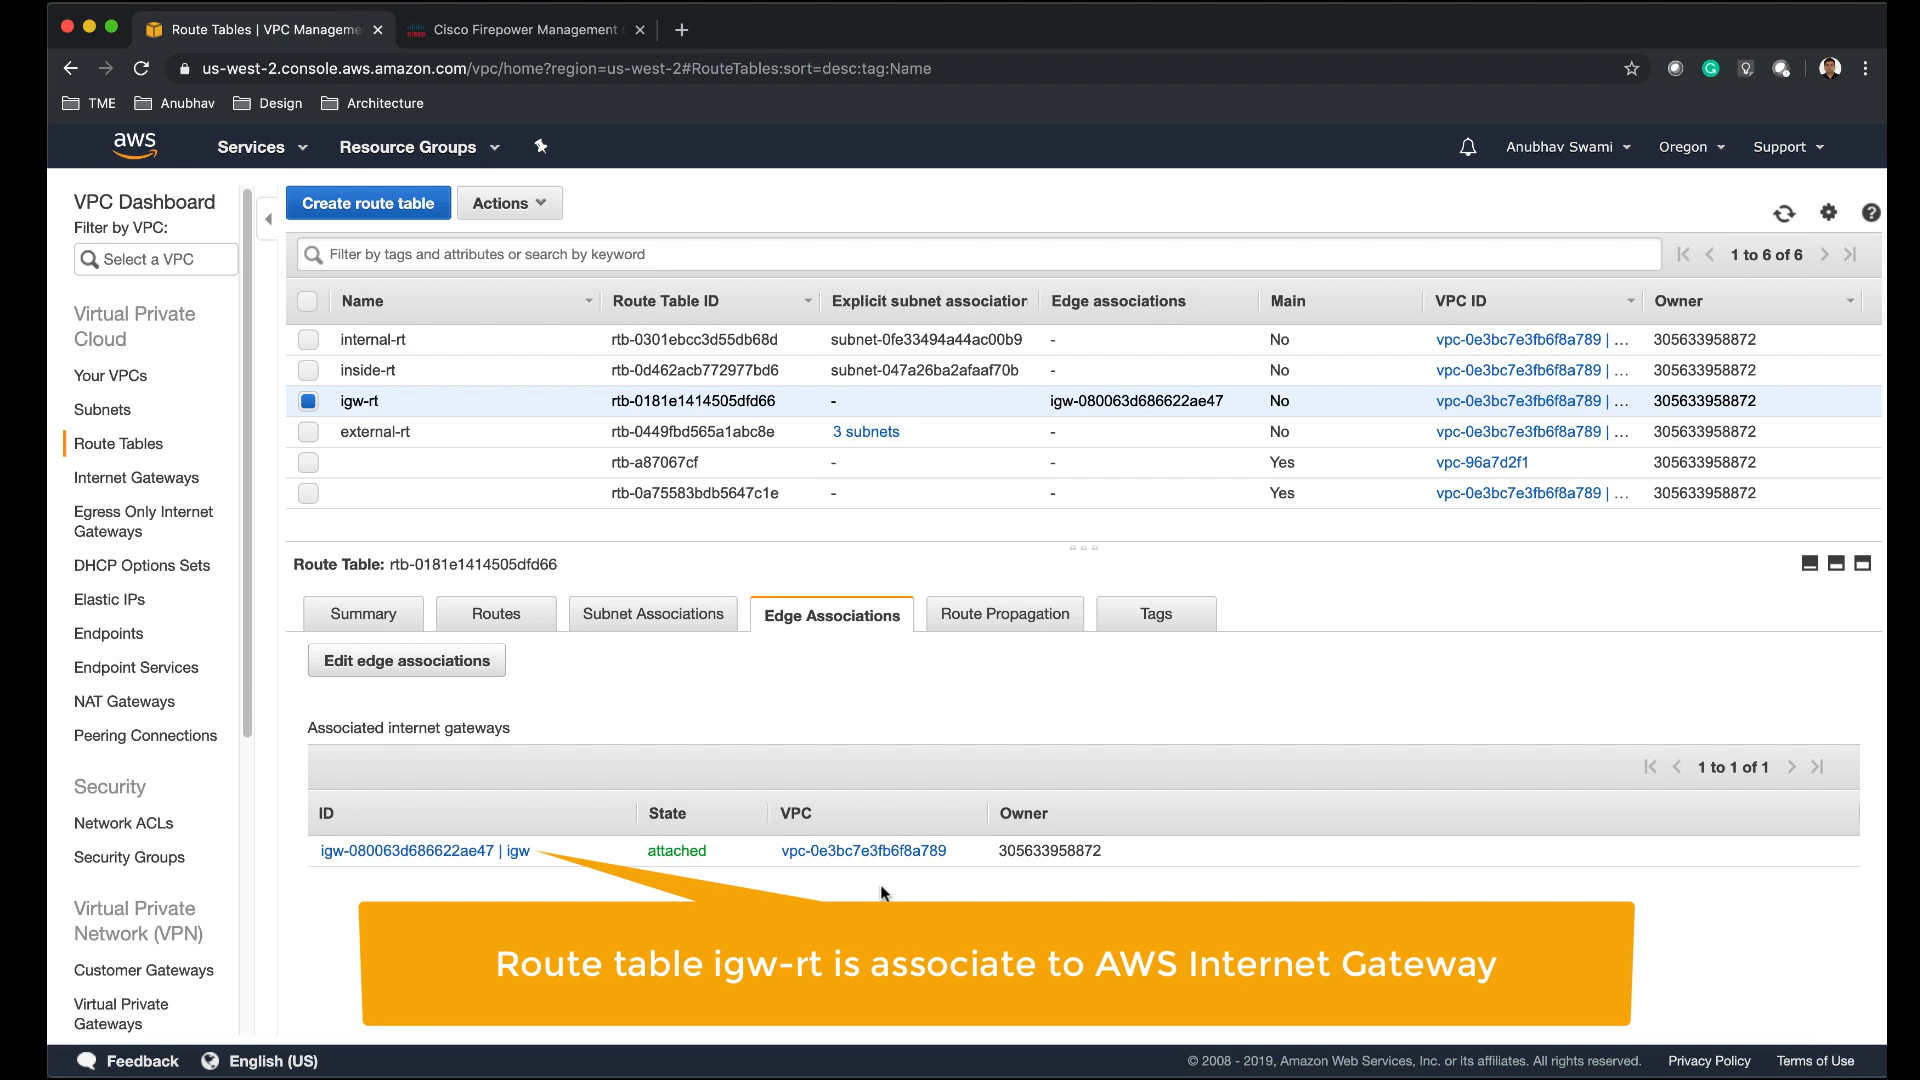 Route Tables | VPC Manageme
Cisco Firepower Management
us-west-2.console.aws.amazon.com/vpc/home?region=us-west-2#RouteTables:sort=desc:tag:Name
TME Anubhav Design Architecture
aws Services Resource Groups Anubhav Swami Oregon Support
VPC Dashboard
Filter by VPC:
Select a VPC
Virtual Private
Cloud
Your VPCs
Subnets
Route Tables
Internet Gateways
Egress Only Internet
Gateways
DHCP Options Sets
Elastic IPs
Endpoints
Endpoint Services
NAT Gateways
Peering Connections
Security
Network ACLs
Security Groups
Virtual Private
Network (VPN)
Customer Gateways
Virtual Private
Gateways
Create route table Actions
Filter by tags and attributes or search by keyword 1 to 6 of 6
Name Route Table ID Explicit subnet association Edge associations Main VPC ID Owner
internal-rt rtb-0301ebcc3d55db68d subnet-0fe33494a44ac00b9 - No vpc-0e3bc7e3fb6f8a789 | ... 305633958872
inside-rt rtb-0d462acb772977bd6 subnet-047a26ba2afaaf70b - No vpc-0e3bc7e3fb6f8a789 | ... 305633958872
igw-rt rtb-0181e1414505dfd66 - igw-080063d686622ae47 No vpc-0e3bc7e3fb6f8a789 | ... 305633958872
external-rt rtb-0449fbd565a1abc8e 3 subnets - No vpc-0e3bc7e3fb6f8a789 | ... 305633958872
rtb-a87067cf - - Yes vpc-96a7d2f1 305633958872
rtb-0a75583bdb5647c1e - - Yes vpc-0e3bc7e3fb6f8a789 | ... 305633958872
Route Table: rtb-0181e1414505dfd66
Summary Routes Subnet Associations Edge Associations Route Propagation Tags
Edit edge associations
Associated internet gateways
1 to 1 of 1
ID State VPC Owner
igw-080063d686622ae47 | igw attached vpc-0e3bc7e3fb6f8a789 305633958872
Route table igw-rt is associate to AWS Internet Gateway
Feedback English (US) © 2008 - 2019, Amazon Web Services, Inc. or its affiliates. All rights reserved. Privacy Policy Terms of Use